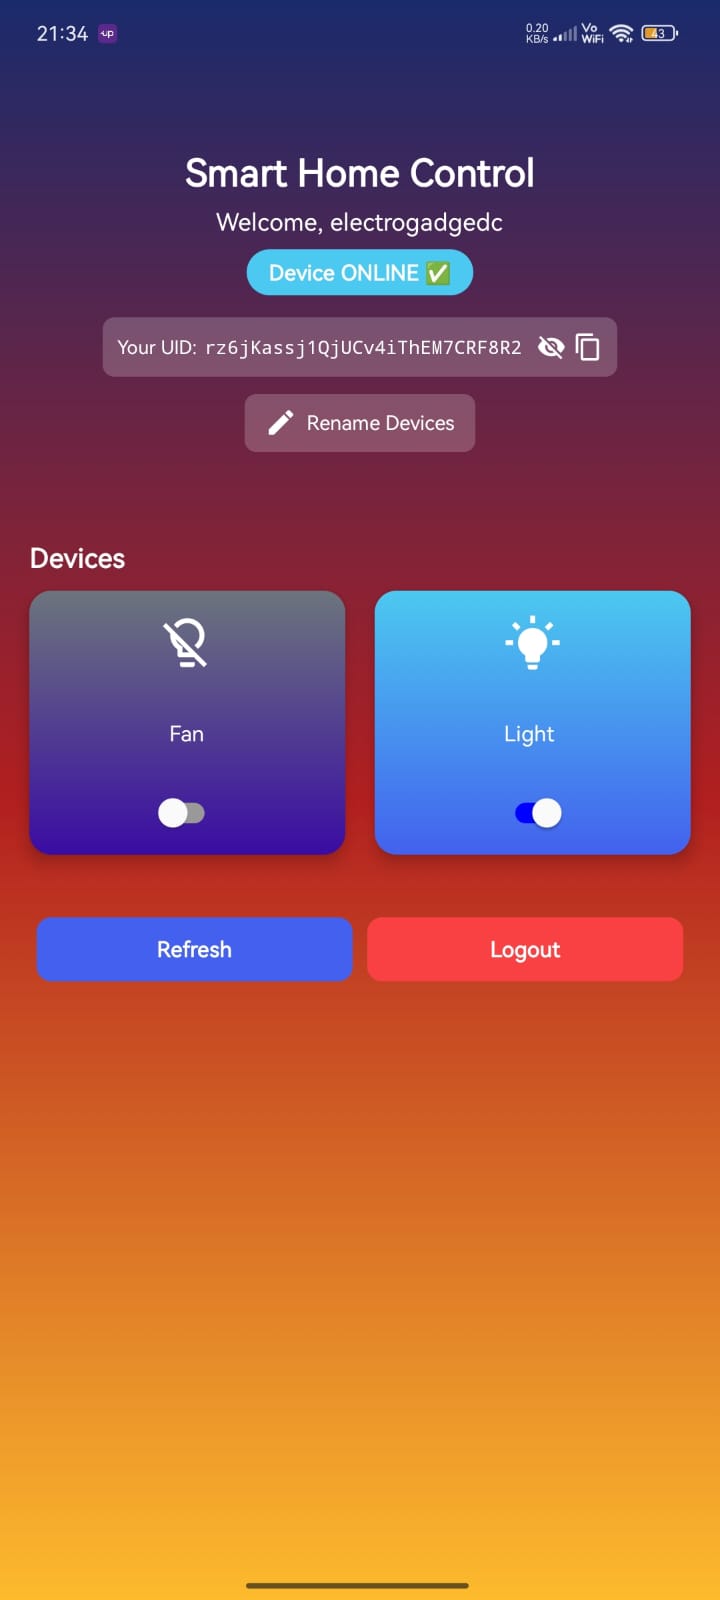 21:34 up 0.20 KB/s Vo WiFi 43
Smart Home Control
Welcome, electrogadgedc
Device ONLINE ✅
Your UID: rz6jKassj1QjUCv4iThEM7CRF8R2
Rename Devices
Devices
Fan Light
Refresh Logout